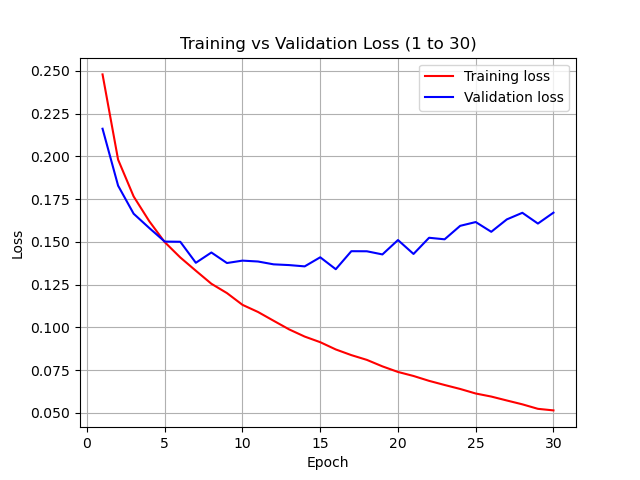 Training vs Validation Loss (1 to 30)
Training loss
Validation loss
0.250
0.225
0.200
0.175
0.150
0.125
0.100
0.075
0.050
Loss
0 5 10 15 20 25 30
Epoch